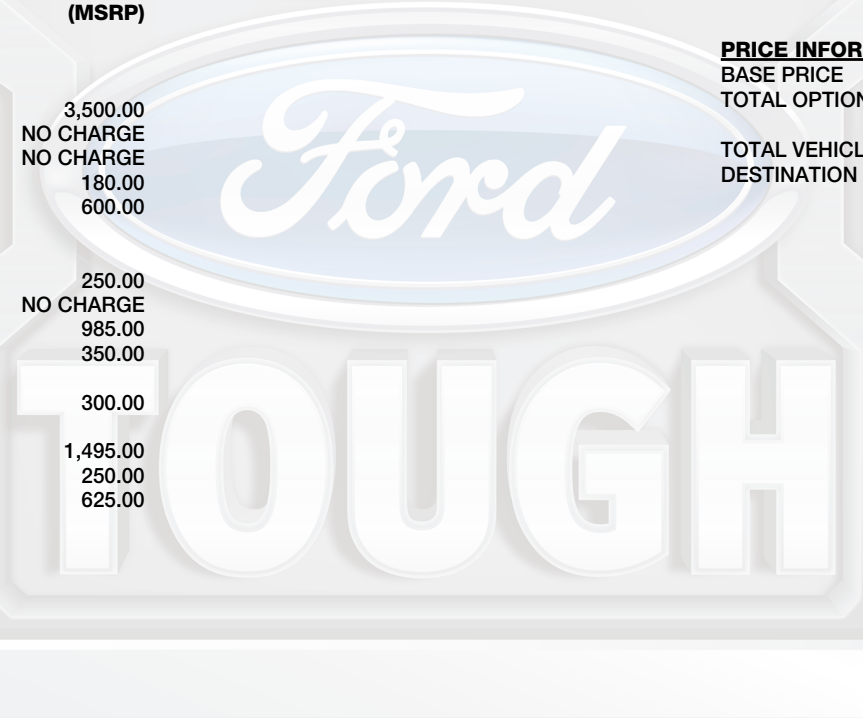 (MSRP)
3,500.00
NO CHARGE
NO CHARGE
180.00
600.00
250.00
NO CHARGE
985.00
350.00
300.00
1,495.00
250.00
625.00
PRICE INFOR
BASE PRICE
TOTAL OPTION
TOTAL VEHICL
DESTINATION
Ford
TOUGH